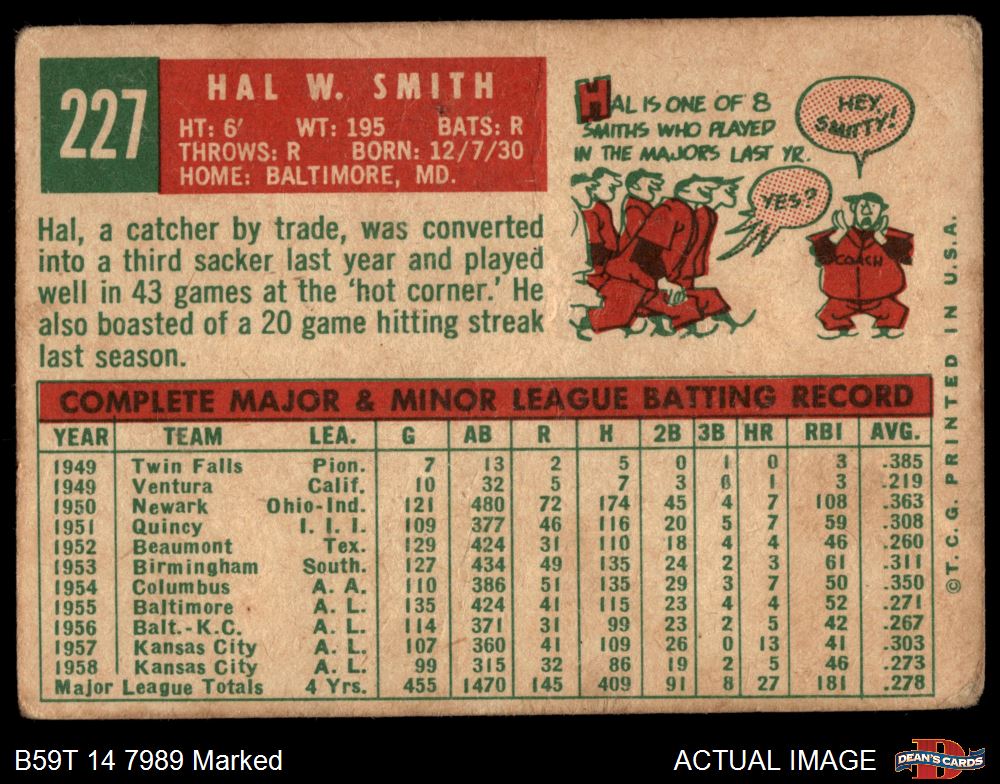 227
HAL W. SMITH
HT: 6' WT: 195 BATS: R
THROWS: R BORN: 12/7/30
HOME: BALTIMORE, MD.
HAL IS ONE OF 8
SMITHS WHO PLAYED
IN THE MAJORS LAST YR.
HEY,
SMITTY!
YES?
COACH
Hal, a catcher by trade, was converted
into a third sacker last year and played
well in 43 games at the 'hot corner.' He
also boasted of a 20 game hitting streak
last season.
COMPLETE MAJOR & MINOR LEAGUE BATTING RECORD
YEAR TEAM LEA. G AB R H 2B 3B HR RBI AVG.
1949 Twin Falls Pion. 7 13 2 5 0 1 0 3 .385
1949 Ventura Calif. 10 32 5 7 3 0 1 3 .219
1950 Newark Ohio-Ind. 121 480 72 174 45 4 7 108 .363
1951 Quincy I. I. I. 109 377 46 116 20 5 7 59 .308
1952 Beaumont Tex. 129 424 31 110 18 4 4 46 .260
1953 Birmingham South. 127 434 49 135 24 2 3 61 .311
1954 Columbus A. A. 110 386 51 135 29 3 7 50 .350
1955 Baltimore A. L. 135 424 41 115 23 4 4 52 .271
1956 Balt.-K.C. A. L. 114 371 31 99 23 2 5 42 .267
1957 Kansas City A. L. 107 360 41 109 26 0 13 41 .303
1958 Kansas City A. L. 99 315 32 86 19 2 5 46 .273
Major League Totals 4 Yrs. 455 1470 145 409 91 8 27 181 .278
©T.C.G. PRINTED IN U.S.A.
B59T 14 7989 Marked
ACTUAL IMAGE
DEAN'S CARDS